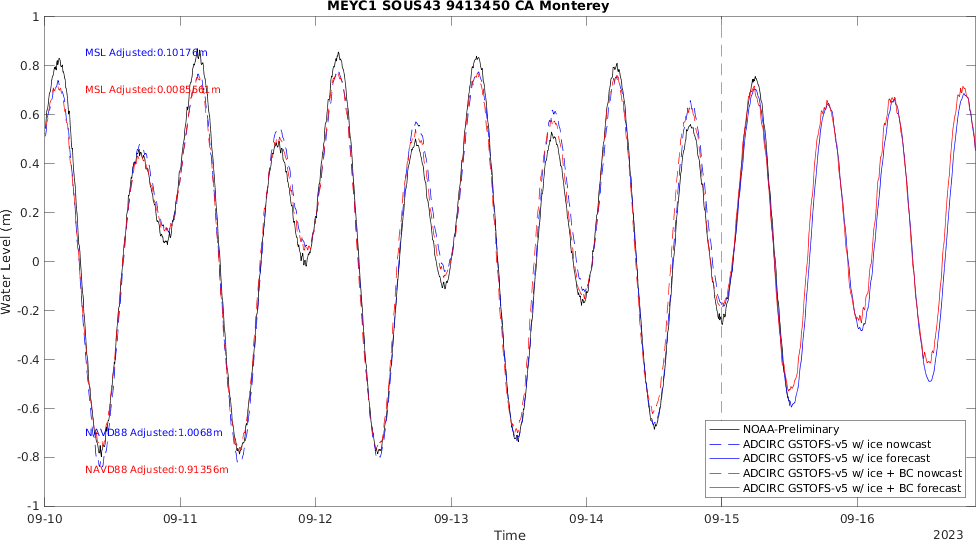 MEYC1 SOUS43 9413450 CA Monterey
1
0.8
0.6
0.4
0.2
0
-0.2
-0.4
-0.6
-0.8
-1
Water Level (m)
MSL Adjusted:0.10176m
MSL Adjusted:0.0085661m
NAVD88 Adjusted:1.0068m
NAVD88 Adjusted:0.91356m
NOAA-Preliminary
ADCIRC GSTOFS-v5 w/ ice nowcast
ADCIRC GSTOFS-v5 w/ ice forecast
ADCIRC GSTOFS-v5 w/ ice + BC nowcast
ADCIRC GSTOFS-v5 w/ ice + BC forecast
09-10
09-11
09-12
09-13
09-14
09-15
09-16
Time
2023